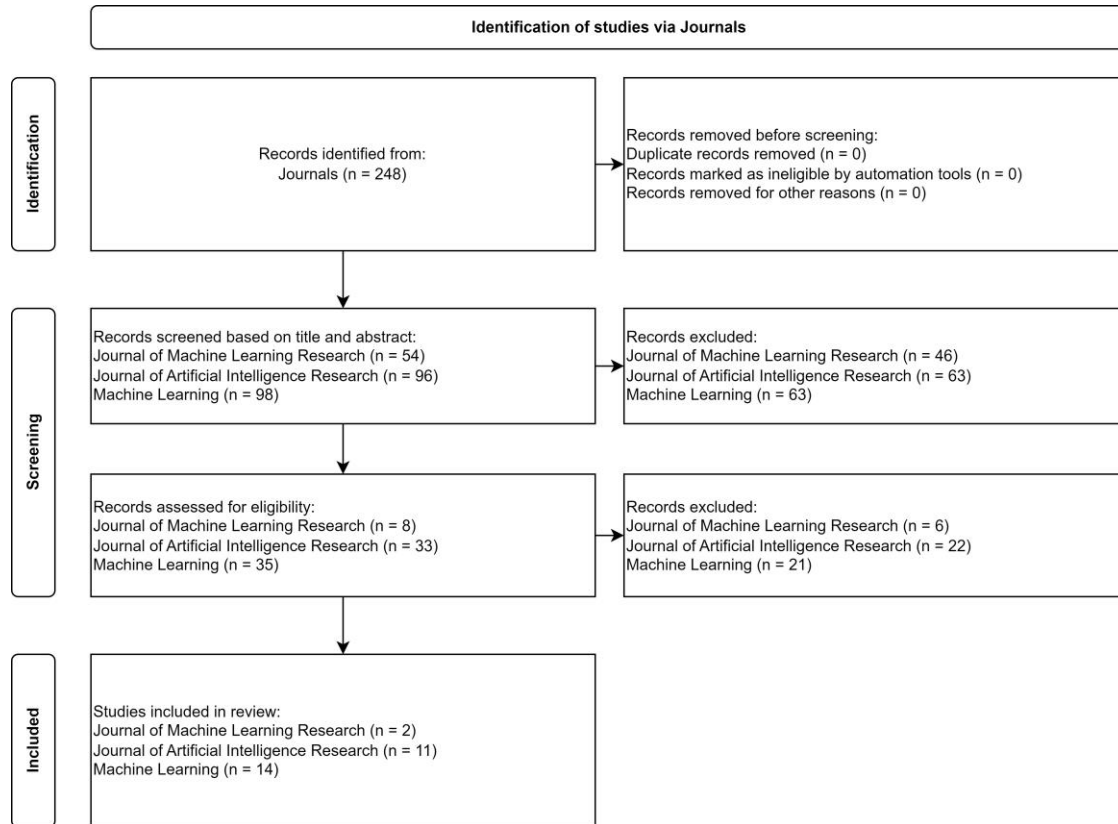 Identification of studies via Journals
Identification
Records identified from:
Journals (n = 248)
Records removed before screening:
Duplicate records removed (n = 0)
Records marked as ineligible by automation tools (n = 0)
Records removed for other reasons (n = 0)
Screening
Records screened based on title and abstract:
Journal of Machine Learning Research (n = 54)
Journal of Artificial Intelligence Research (n = 96)
Machine Learning (n = 98)
Records excluded:
Journal of Machine Learning Research (n = 46)
Journal of Artificial Intelligence Research (n = 63)
Machine Learning (n = 63)
Records assessed for eligibility:
Journal of Machine Learning Research (n = 8)
Journal of Artificial Intelligence Research (n = 33)
Machine Learning (n = 35)
Records excluded:
Journal of Machine Learning Research (n = 6)
Journal of Artificial Intelligence Research (n = 22)
Machine Learning (n = 21)
Included
Studies included in review:
Journal of Machine Learning Research (n = 2)
Journal of Artificial Intelligence Research (n = 11)
Machine Learning (n = 14)